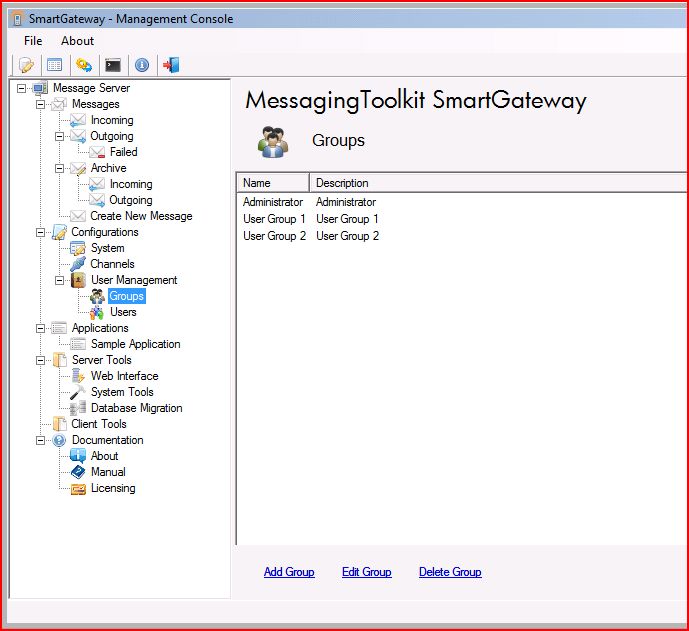 SmartGateway - Management Console
File About
Message Server
Messages
Incoming
Outgoing
Failed
Archive
Incoming
Outgoing
Create New Message
Configurations
System
Channels
User Management
Groups
Users
Applications
Sample Application
Server Tools
Web Interface
System Tools
Database Migration
Client Tools
Documentation
About
Manual
Licensing
MessagingToolkit SmartGateway
Groups
Name Description
Administrator Administrator
User Group 1 User Group 1
User Group 2 User Group 2
Add Group Edit Group Delete Group